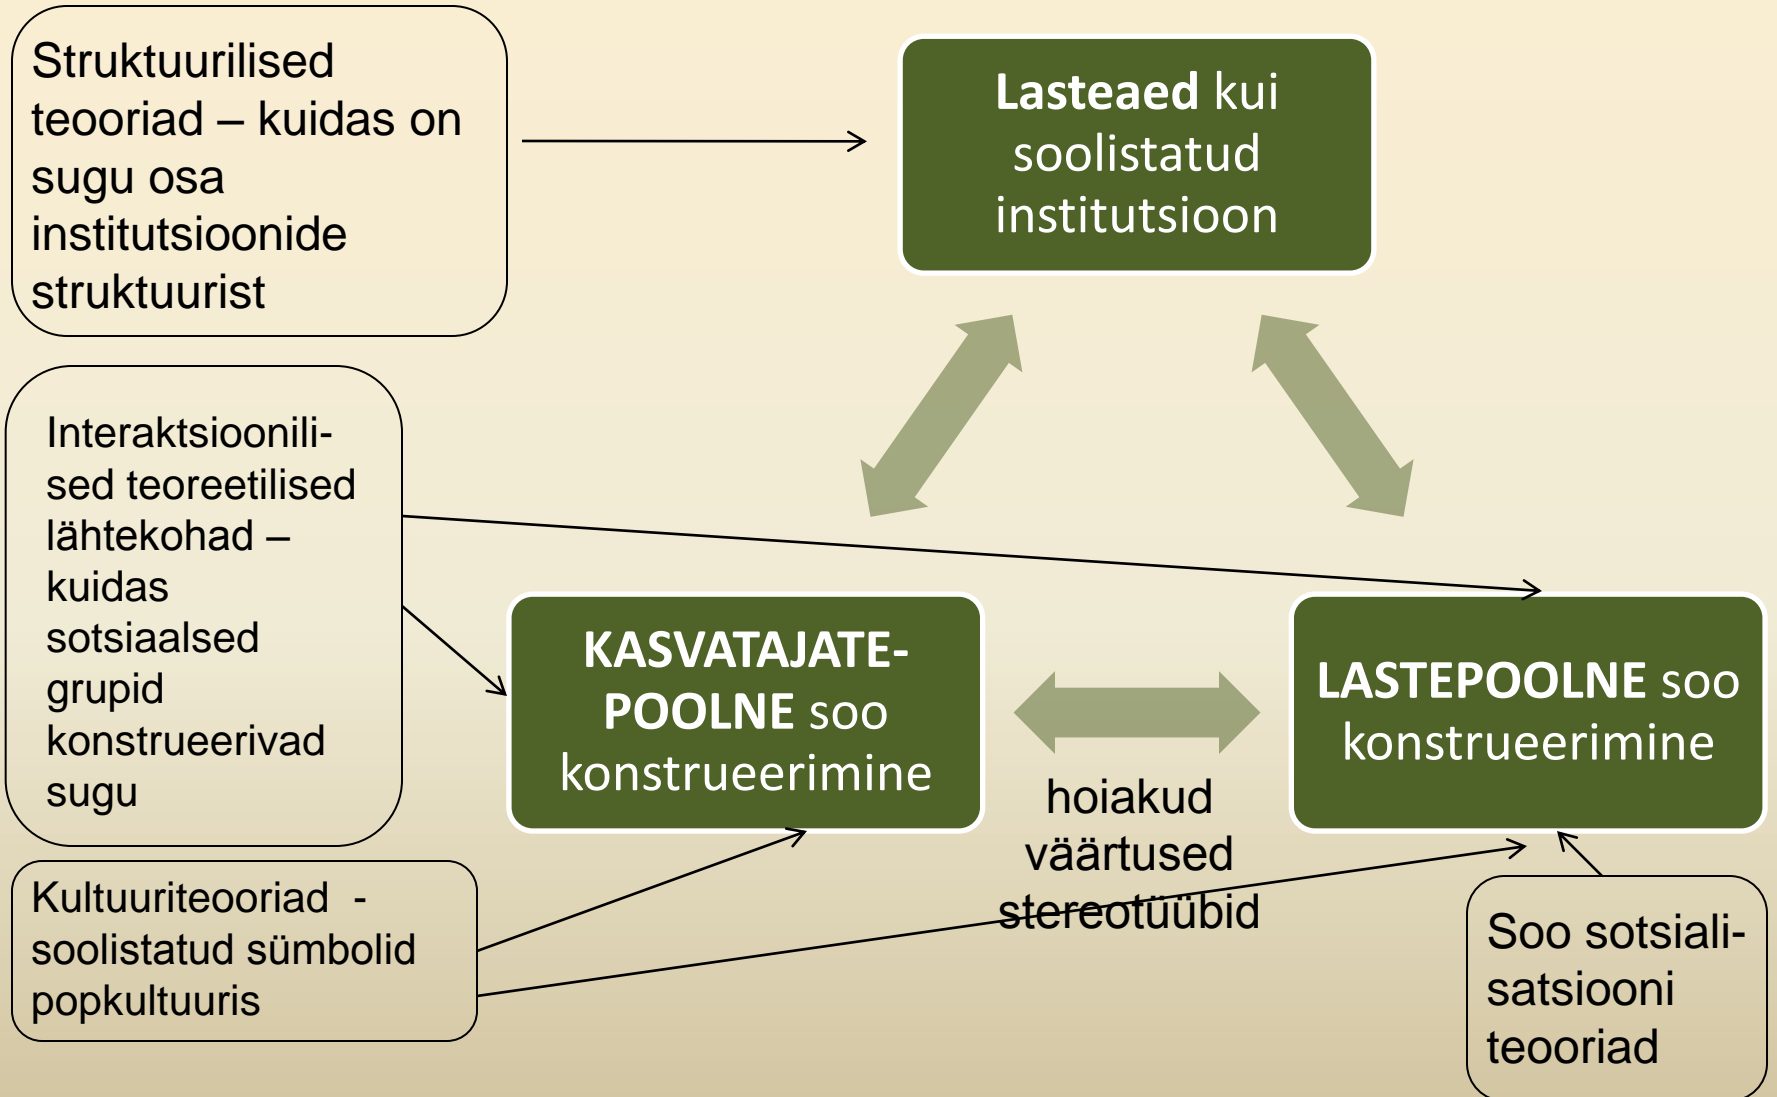 Struktuurilised
teooriad – kuidas on
sugu osa
institutsioonide
struktuurist
Lasteaed kui
soolistatud
institutsioon
Interaktsioonili-
sed teoreetilised
lähtekohad –
kuidas
sotsiaalsed
grupid
konstrueerivad
sugu
KASVATAJATE-
POOLNE soo
konstrueerimine
LASTEPOOLNE soo
konstrueerimine
hoiakud
väärtused
stereotüübid
Kultuuriteooriad -
soolistatud sümbolid
popkultuuris
Soo sotsiali-
satsiooni
teooriad